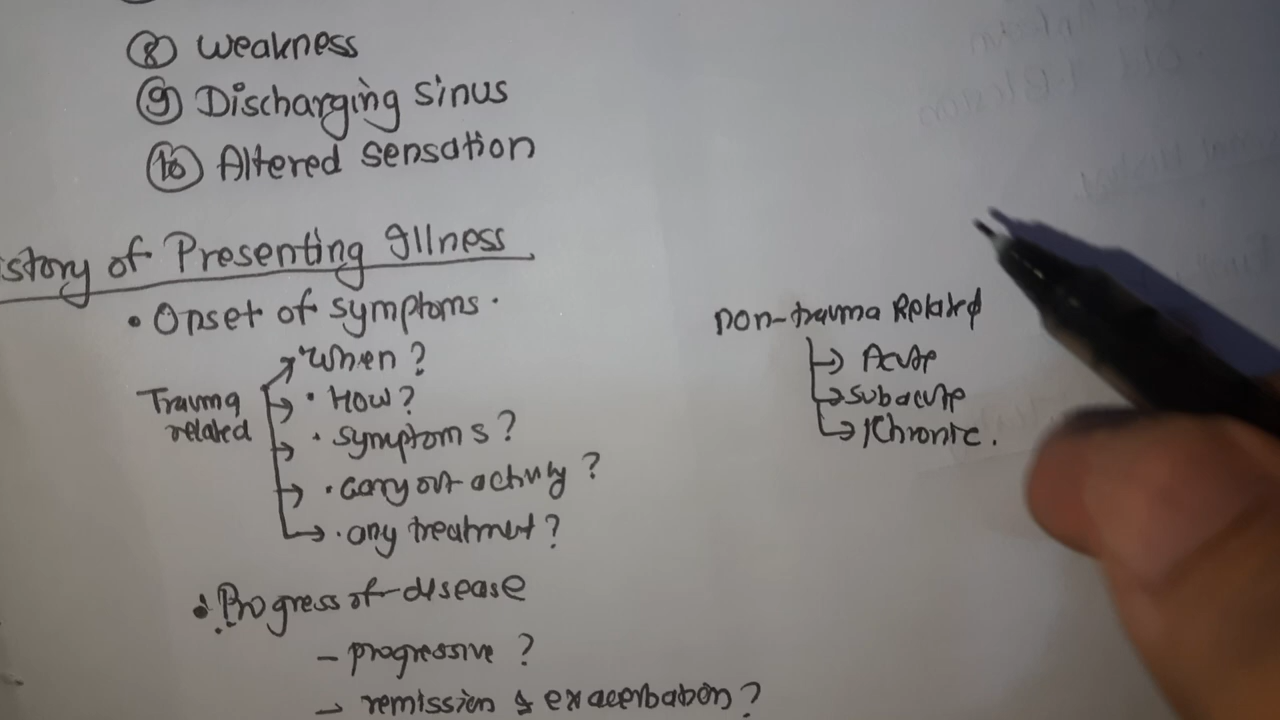 ⑧ Weakness
⑨ Discharging sinus
⑩ Altered sensation
story of Presenting Illness
• Onset of symptoms.
When?
Trauma related
• How?
• symptoms?
• carry out activity?
• any treatment?
non-trauma Related
→ Acute
→ subacute
→ Chronic.
• Progress of disease
- progressive ?
→ remission & exacerbation?